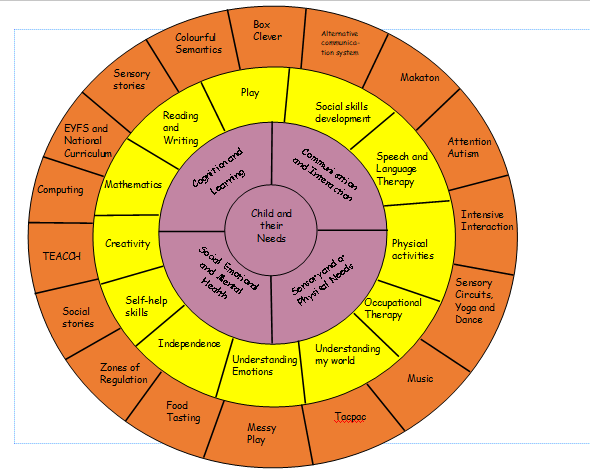 Box
Clever
Alternative
communica-
tion system
Makaton
Attention
Autism
Intensive
Interaction
Sensory
Circuits,
Yoga and
Dance
Music
Tacpac
Messy
Play
Food
Tasting
Zones of
Regulation
Social
stories
TEACCH
Computing
EYFS and
National
Curriculum
Sensory
stories
Colourful
Semantics
Play
Social skills
development
Speech and
Language
Therapy
Physical
activities
Occupational
Therapy
Understanding
my world
Understanding
Emotions
Independence
Self-help
skills
Creativity
Mathematics
Reading
and
Writing
Cognition and
Learning
Communication
and Interaction
Sensory and or
Physical Needs
Social Emotional
and Mental
Health
Child and
their
Needs